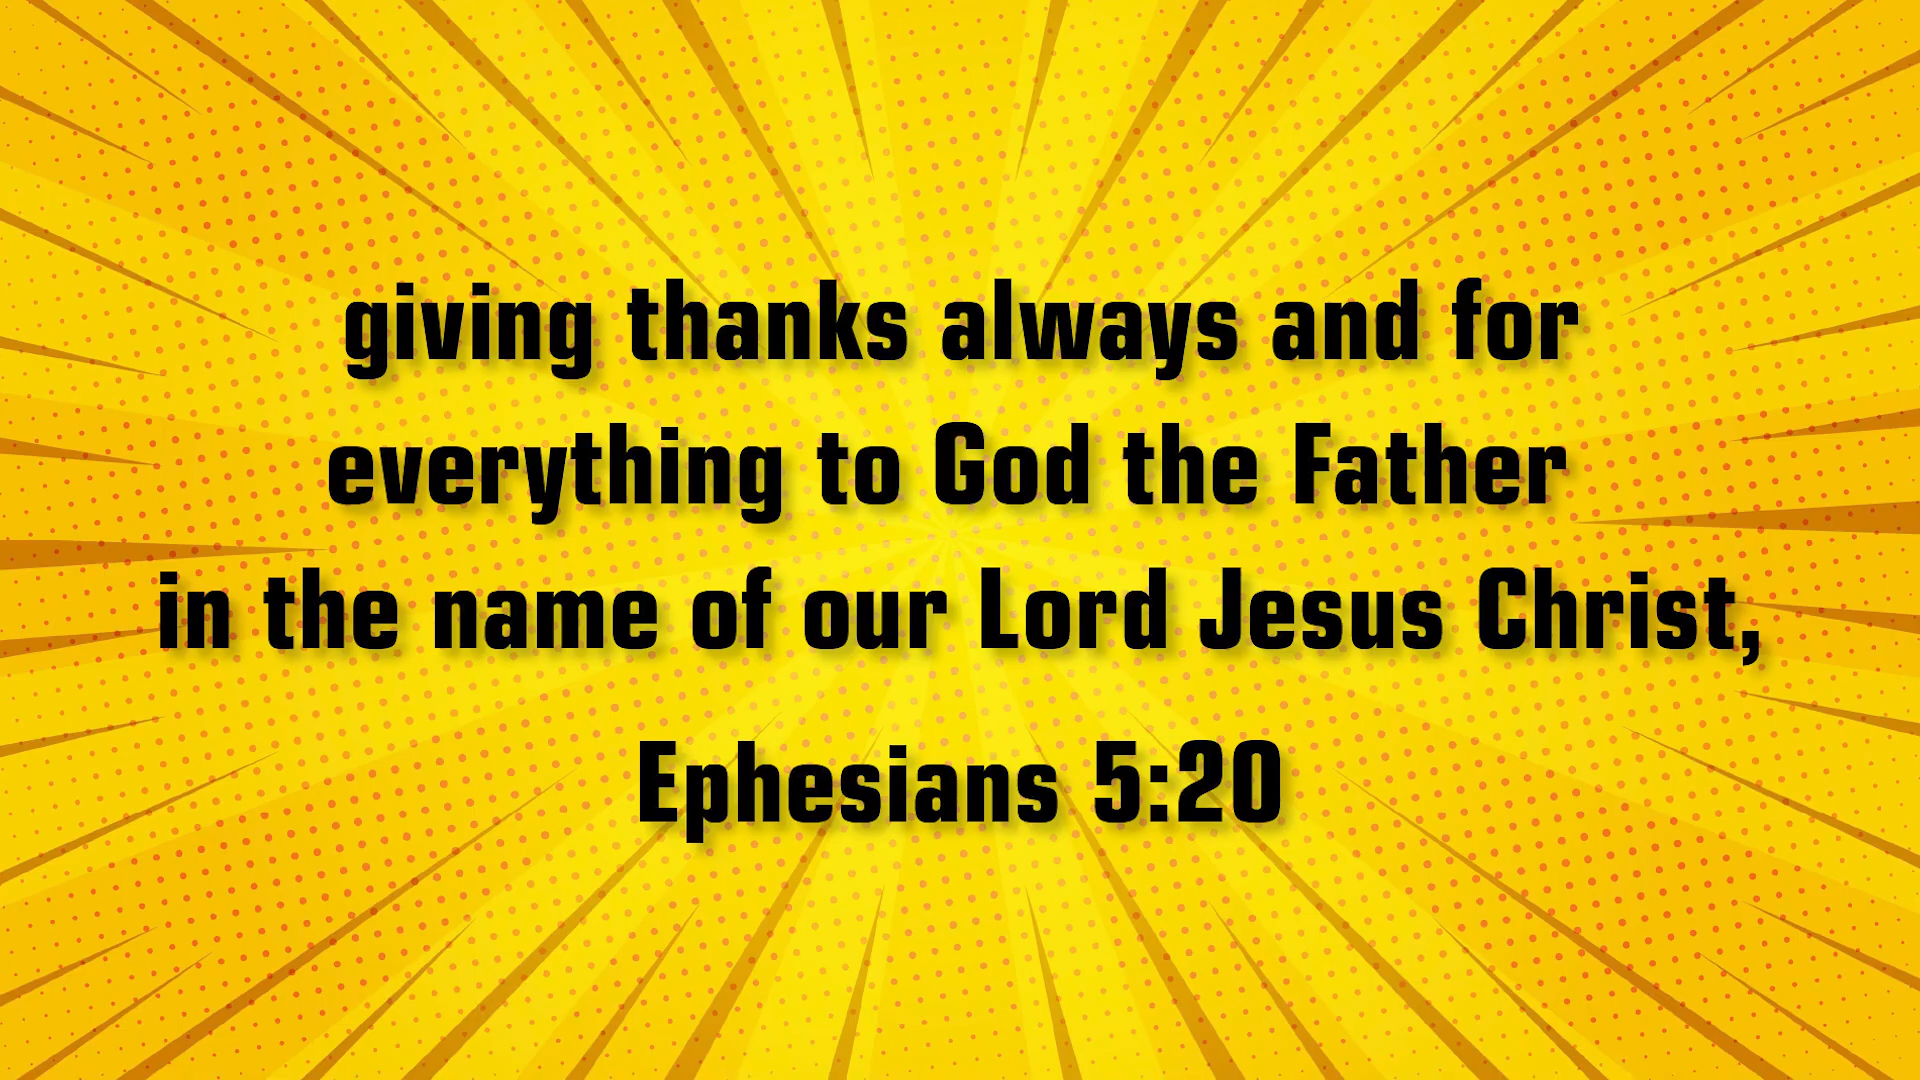 giving thanks always and for
everything to God the Father
in the name of our Lord Jesus Christ,
Ephesians 5:20